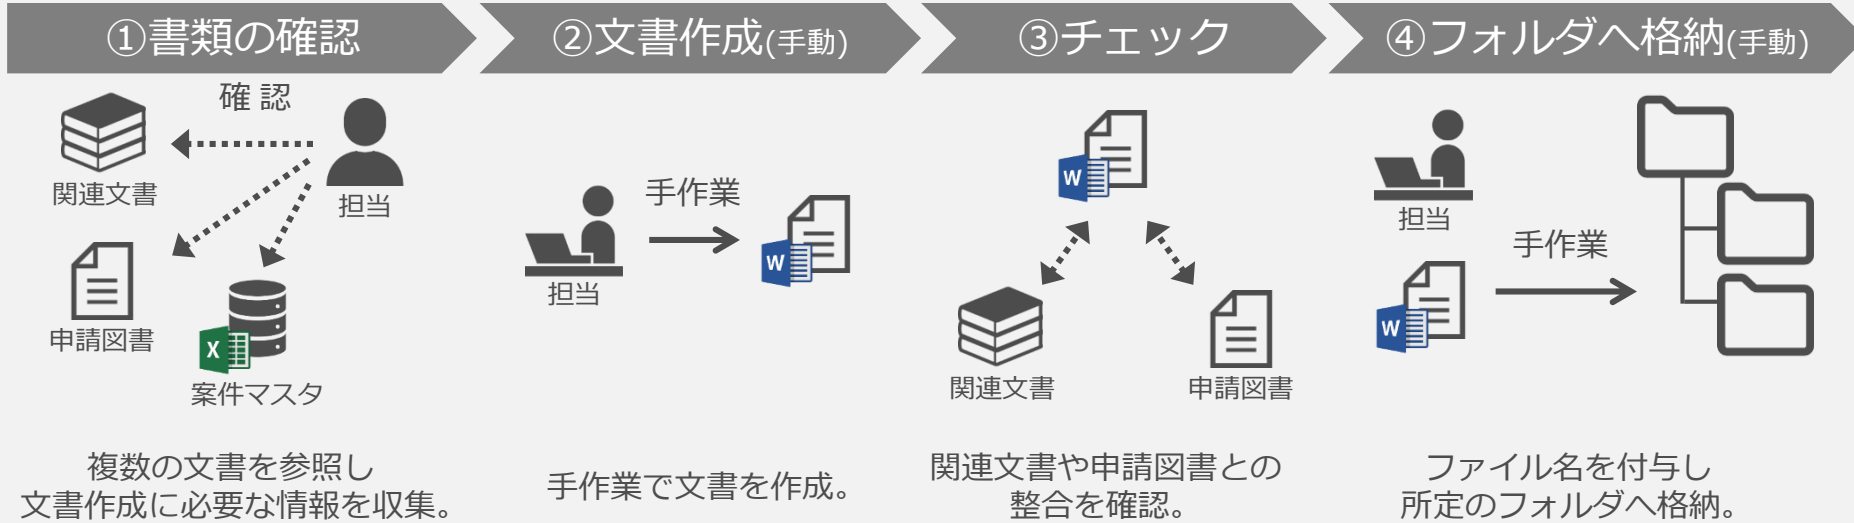 ①書類の確認
②文書作成(手動)
③チェック
④フォルダへ格納(手動)
確 認
関連文書
担当
申請図書
X
案件マスタ
複数の文書を参照し
文書作成に必要な情報を収集。
手作業
担当
W
手作業で文書を作成。
W
関連文書
申請図書
関連文書や申請図書との
整合を確認。
担当
手作業
W
ファイル名を付与し
所定のフォルダへ格納。